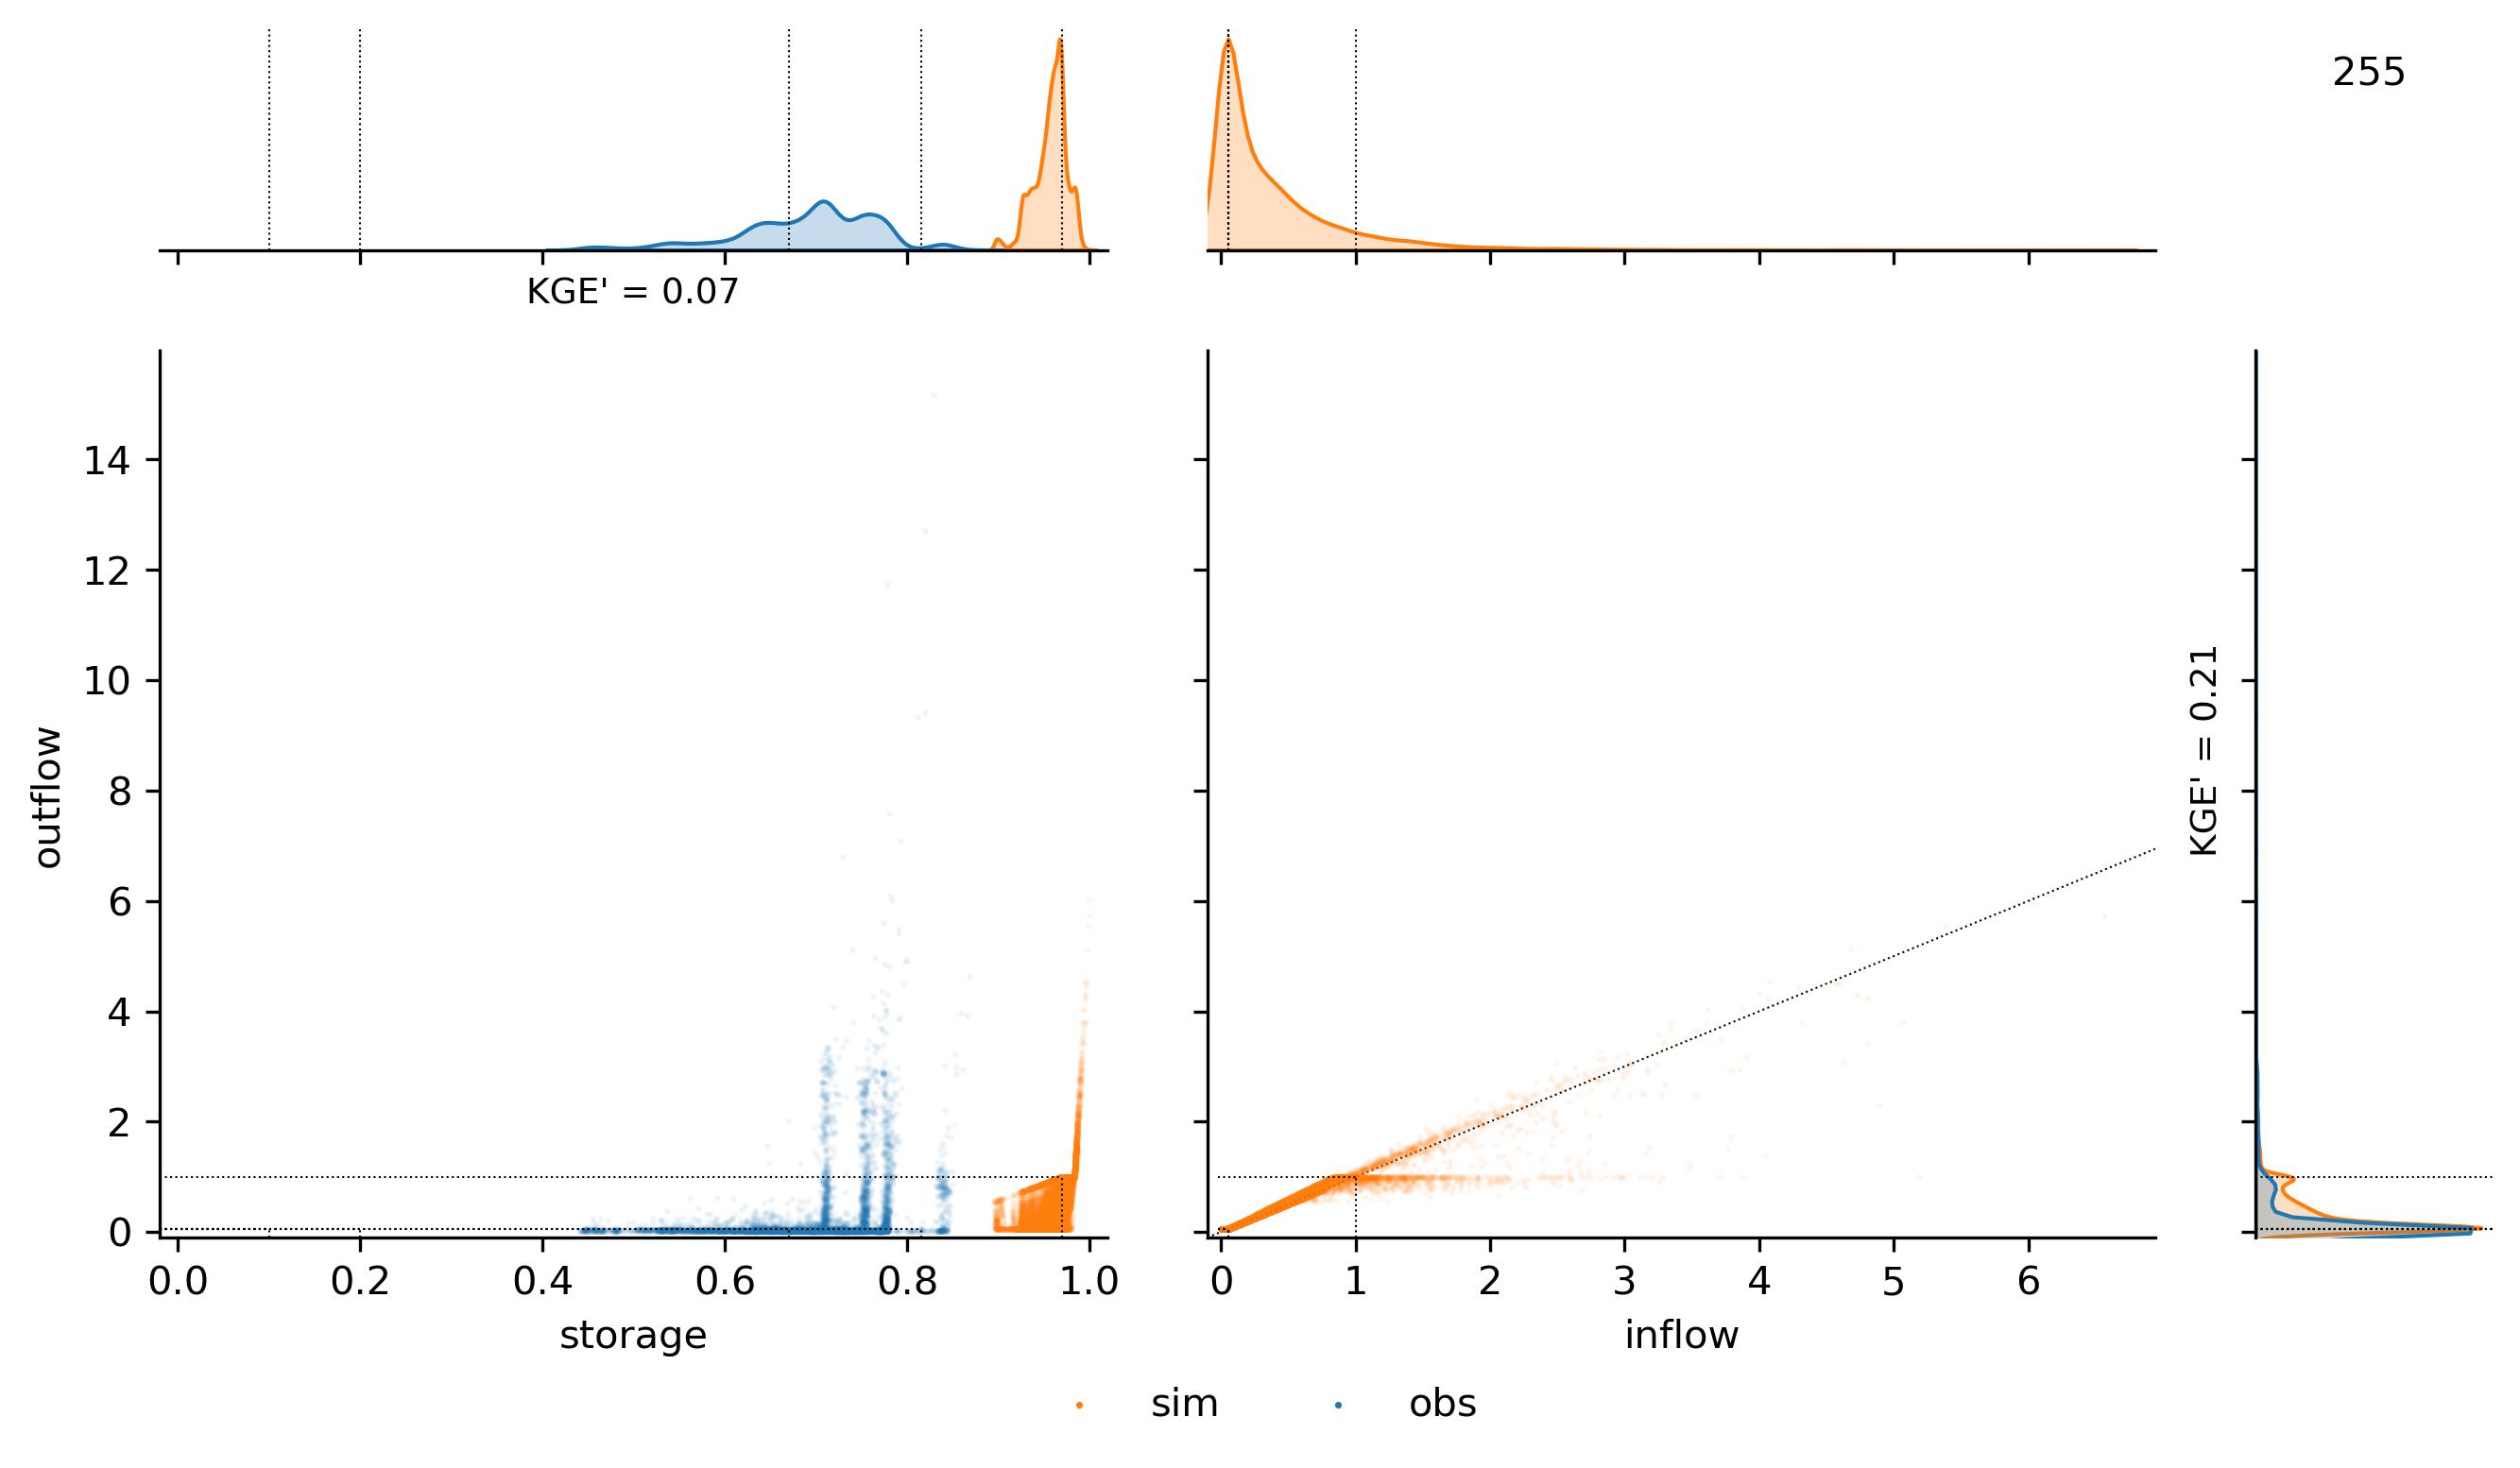 255
KGE' = 0.07
outflow
14
12
10
8
6
4
2
0
KGE' = 0.21
0.0 0.2 0.4 0.6 0.8 1.0
0 1 2 3 4 5 6
storage
inflow
sim obs